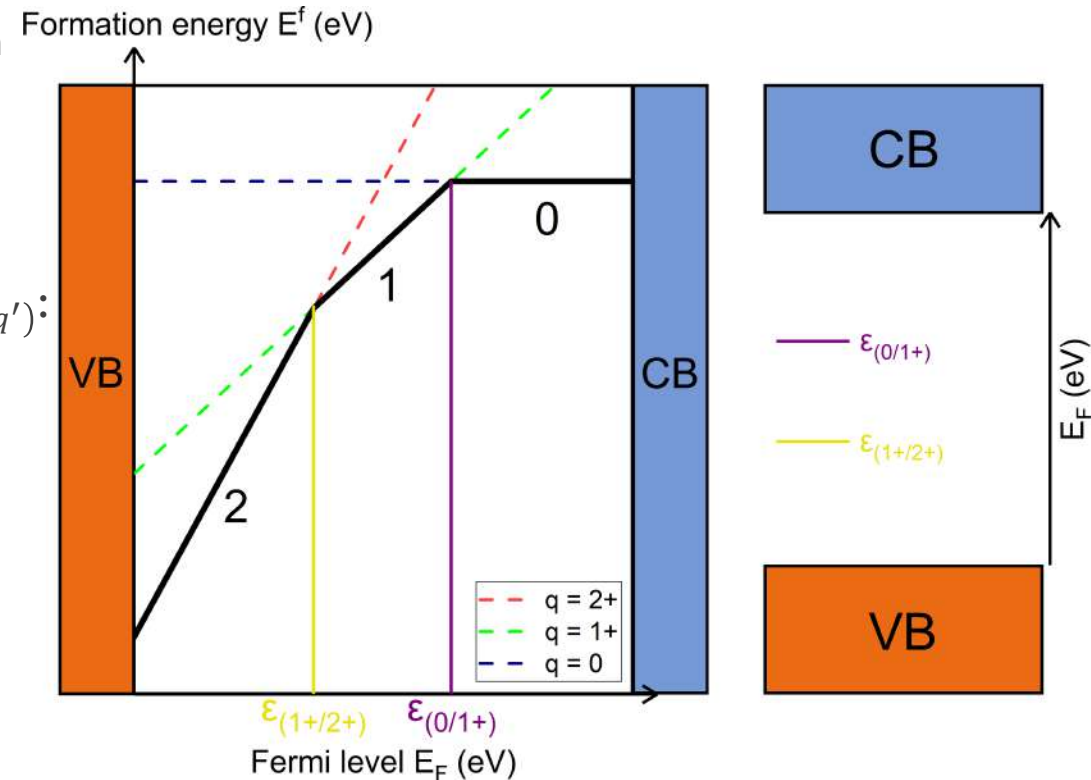 Formation energy Eᶠ (eV)
q′):
VB
2
1
0
CB
q = 2+
q = 1+
q = 0
ε(1+/2+)
ε(0/1+)
Fermi level E_F (eV)
CB
ε(0/1+)
ε(1+/2+)
E_F (eV)
VB